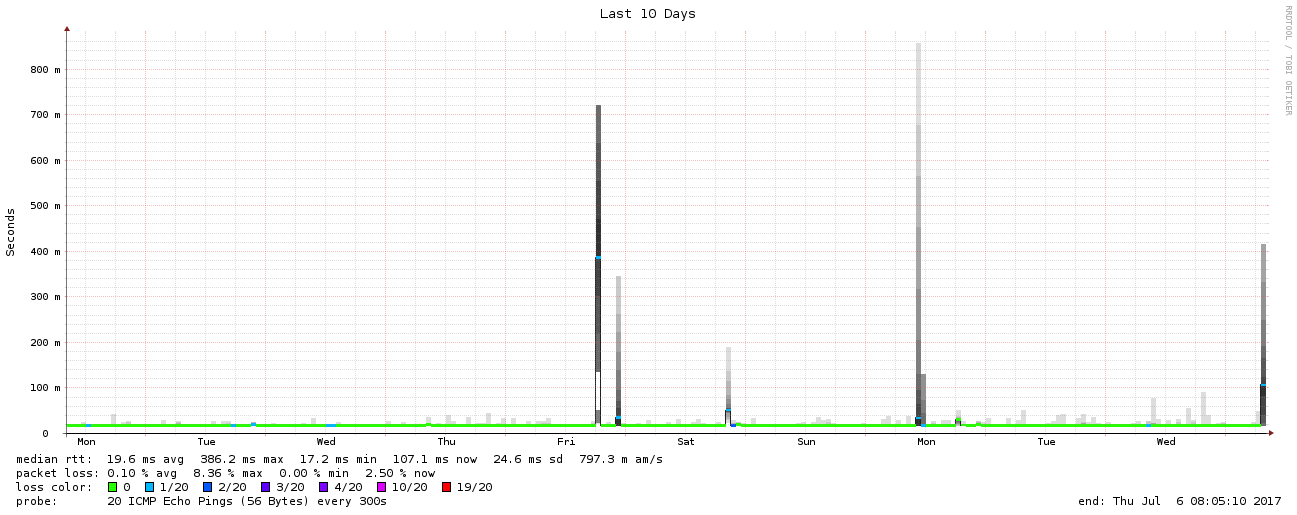 Last 10 Days
RRDTOOL / TOBI OETIKER
Seconds
800 m
700 m
600 m
500 m
400 m
300 m
200 m
100 m
0
Mon Tue Wed Thu Fri Sat Sun Mon Tue Wed
median rtt: 19.6 ms avg 386.2 ms max 17.2 ms min 107.1 ms now 24.6 ms sd 797.3 m am/s
packet loss: 0.10 % avg 8.36 % max 0.00 % min 2.50 % now
loss color: 0 1/20 2/20 3/20 4/20 10/20 19/20
probe: 20 ICMP Echo Pings (56 Bytes) every 300s end: Thu Jul 6 08:05:10 2017